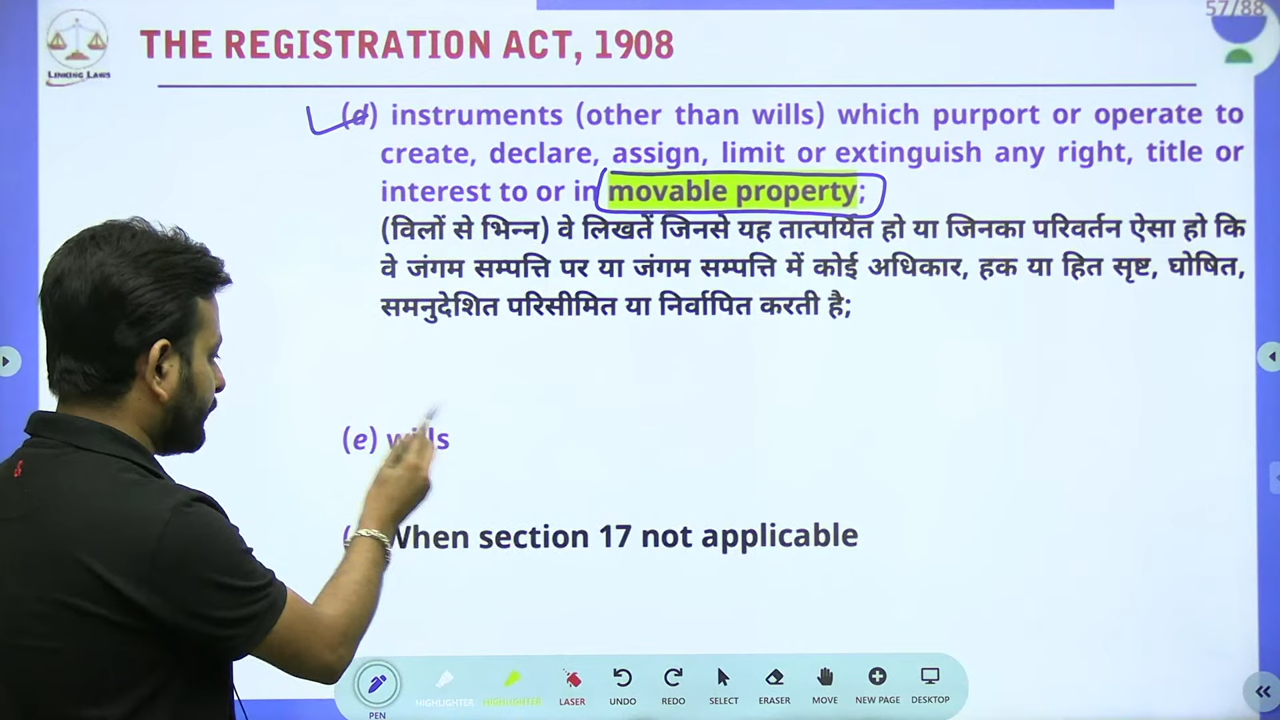 57/88
LINKING LAWS
THE REGISTRATION ACT, 1908
(d) instruments (other than wills) which purport or operate to
create, declare, assign, limit or extinguish any right, title or
interest to or in movable property;
(विलों से भिन्न) वे लिखतें जिनसे यह तात्पर्यित हो या जिनका परिवर्तन ऐसा हो कि
वे जंगम सम्पत्ति पर या जंगम सम्पत्ति में कोई अधिकार, हक या हित सृष्ट, घोषित,
समनुदेशित परिसीमित या निर्वापित करती है;
(e) wills
When section 17 not applicable
PEN HIGHLIGHTER HIGHLIGHTER LASER UNDO REDO SELECT ERASER MOVE NEW PAGE DESKTOP